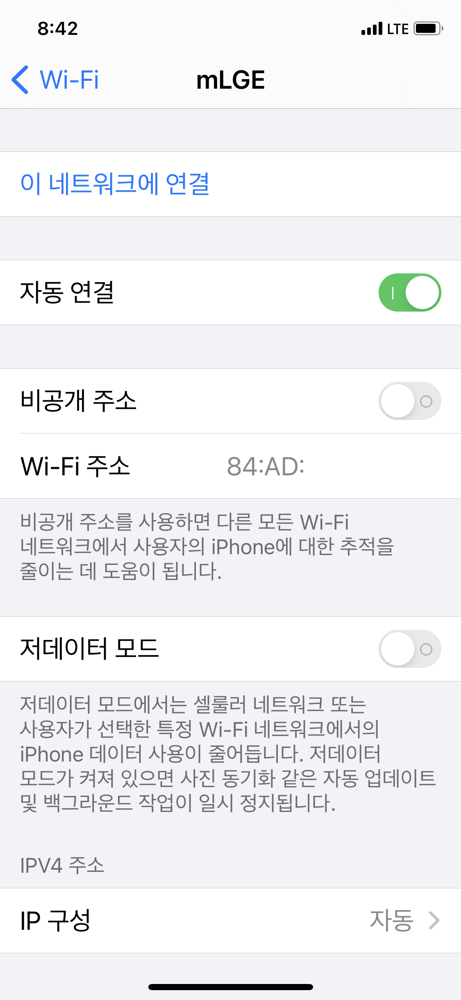 8:42
LTE
Wi-Fi
mLGE
이 네트워크에 연결
자동 연결
비공개 주소
Wi-Fi 주소
84:AD:
비공개 주소를 사용하면 다른 모든 Wi-Fi
네트워크에서 사용자의 iPhone에 대한 추적을
줄이는 데 도움이 됩니다.
저데이터 모드
저데이터 모드에서는 셀룰러 네트워크 또는
사용자가 선택한 특정 Wi-Fi 네트워크에서의
iPhone 데이터 사용이 줄어듭니다. 저데이터
모드가 켜져 있으면 사진 동기화 같은 자동 업데이트
및 백그라운드 작업이 일시 정지됩니다.
IPV4 주소
IP 구성
자동